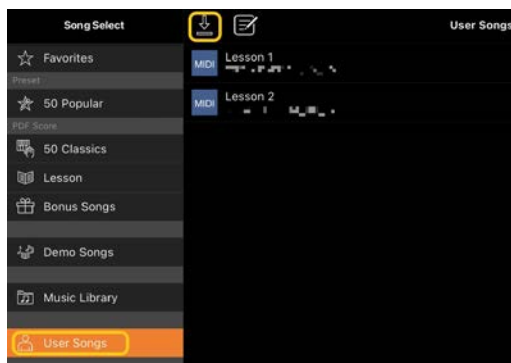 Song Select
User Songs
Favorites
Preset
50 Popular
PDF Score
50 Classics
Lesson
Bonus Songs
Demo Songs
Music Library
User Songs
MIDI
Lesson 1
MIDI
Lesson 2